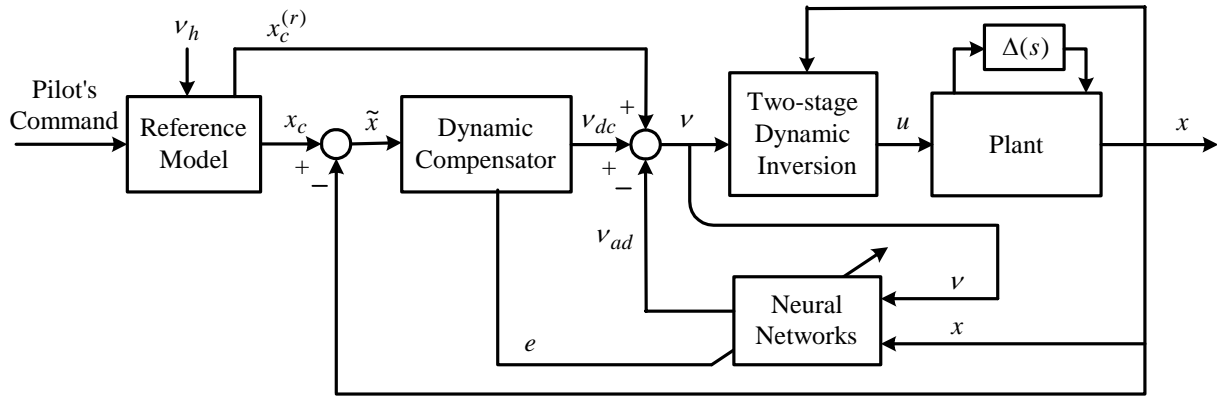 ν_h
x_c^(r)
Δ(s)
Pilot's
Command
Reference
Model
x_c
+
−
x̃
Dynamic
Compensator
ν_dc
+
+
−
ν
Two-stage
Dynamic
Inversion
u
Plant
x
ν_ad
Neural
Networks
ν
x
e